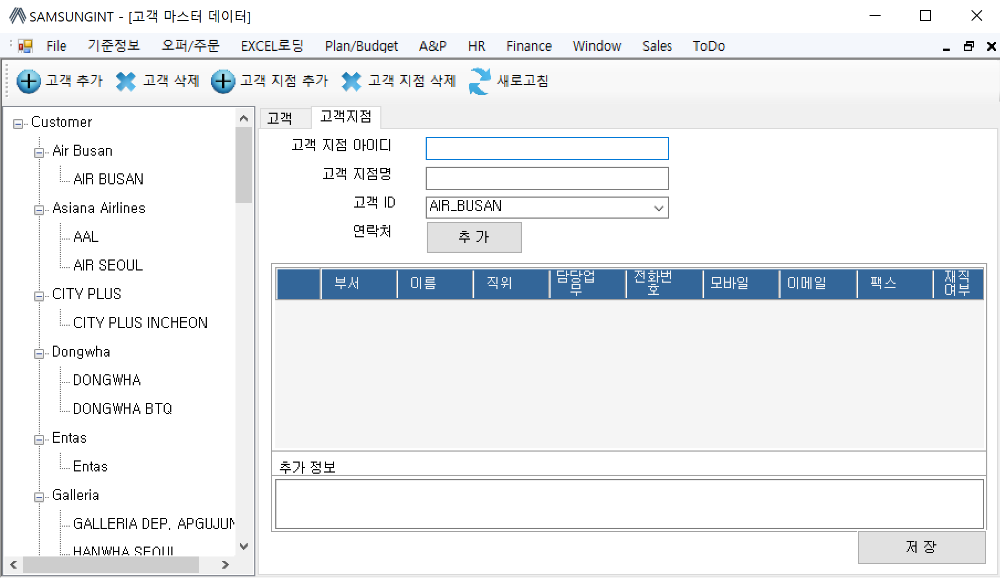 SAMSUNGINT - [고객 마스터 데이터]
File 기준정보 오퍼/주문 EXCEL로딩 Plan/Budget A&P HR Finance Window Sales ToDo
고객 추가 고객 삭제 고객 지점 추가 고객 지점 삭제 새로고침
Customer
Air Busan
AIR BUSAN
Asiana Airlines
AAL
AIR SEOUL
CITY PLUS
CITY PLUS INCHEON
Dongwha
DONGWHA
DONGWHA BTQ
Entas
Entas
Galleria
GALLERIA DEP, APGUJUN
HANWHA SEOUL
고객 고객지점
고객 지점 아이디
고객 지점명
고객 ID AIR_BUSAN
연락처 추 가
부서 이름 직위 담당업무 전화번호 모바일 이메일 팩스 재직여부
추가 정보
저 장